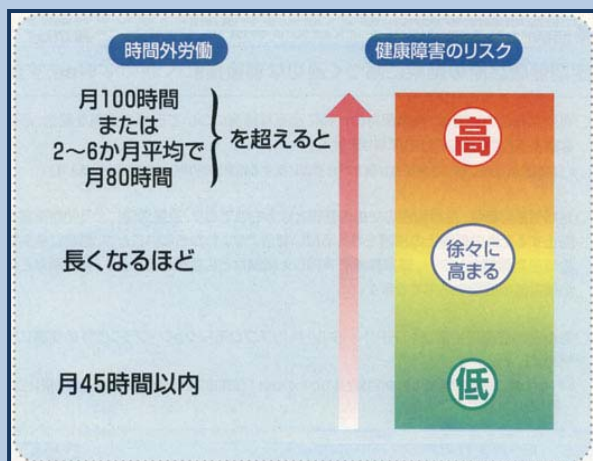 時間外労働
健康障害のリスク
月100時間
または
2〜6か月平均で
月80時間
を超えると
高
長くなるほど
徐々に
高まる
月45時間以内
低